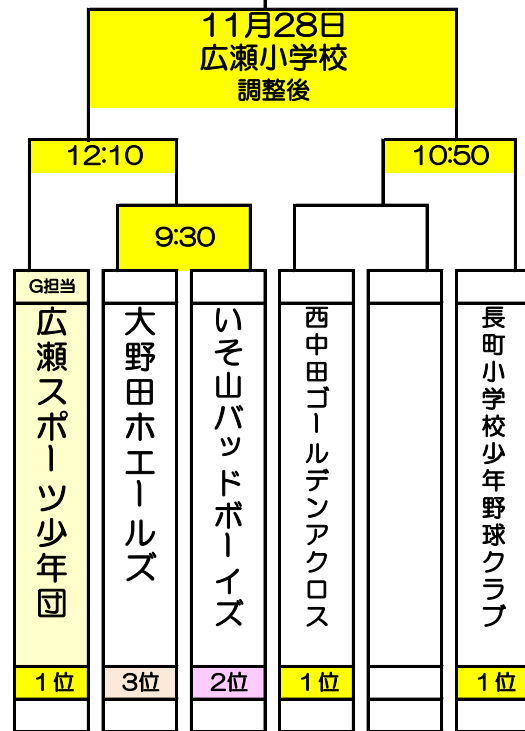 11月28日
広瀬小学校
調整後
12:10
10:50
9:30
G担当
広瀬スポーツ少年団
大野田ホエールズ
いそ山バッドボーイズ
西中田ゴールデンアクロス
長町小学校少年野球クラブ
1位
3位
2位
1位
1位